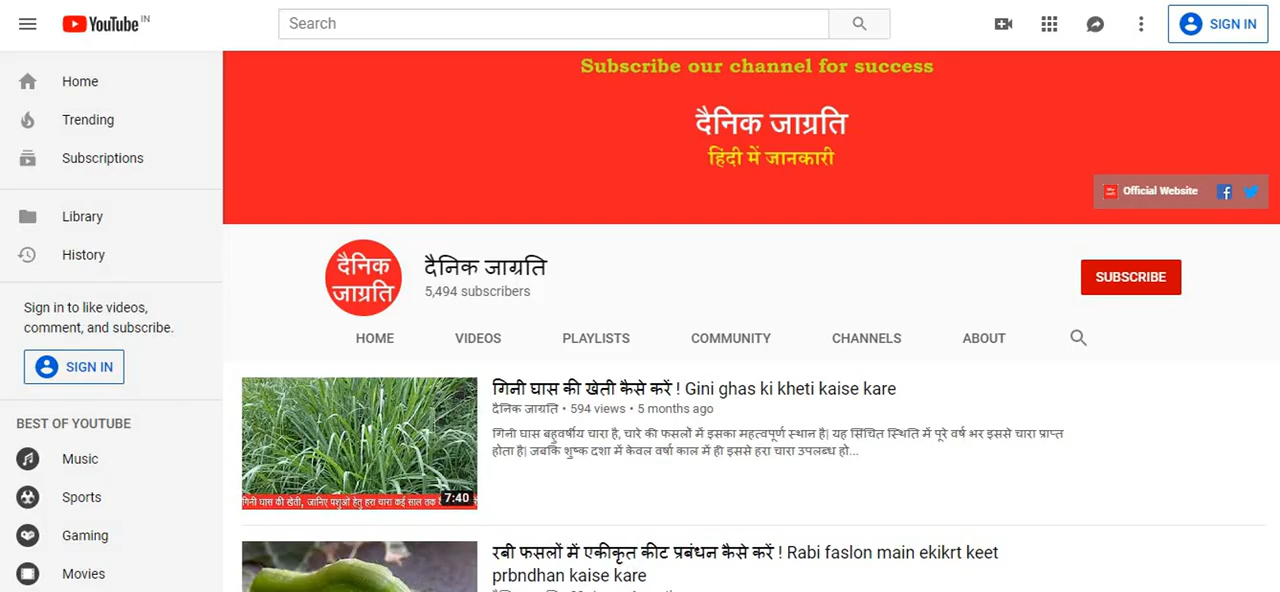 YouTube IN
Search
SIGN IN
Home
Trending
Subscriptions
Library
History
Sign in to like videos,
comment, and subscribe.
SIGN IN
BEST OF YOUTUBE
Music
Sports
Gaming
Movies
Subscribe our channel for success
दैनिक जाग्रति
हिंदी में जानकारी
Official Website
दैनिक
जाग्रति
दैनिक जाग्रति
5,494 subscribers
SUBSCRIBE
HOME VIDEOS PLAYLISTS COMMUNITY CHANNELS ABOUT
गिनी घास की खेती, जानिए पशुओं हेतु हरा चारा कई साल तक
7:40
गिनी घास की खेती कैसे करें ! Gini ghas ki kheti kaise kare
दैनिक जाग्रति • 594 views • 5 months ago
गिनी घास बहुवर्षीय चारा है, चारे की फसलों में इसका महत्वपूर्ण स्थान है| यह सिंचित स्थिति में पूरे वर्ष भर इससे चारा प्राप्त
होता है| जबकि शुष्क दशा में केवल वर्षा काल में ही इससे हरा चारा उपलब्ध हो...
रबी फसलों में एकीकृत कीट प्रबंधन कैसे करें ! Rabi faslon main ekikrt keet
prbndhan kaise kare